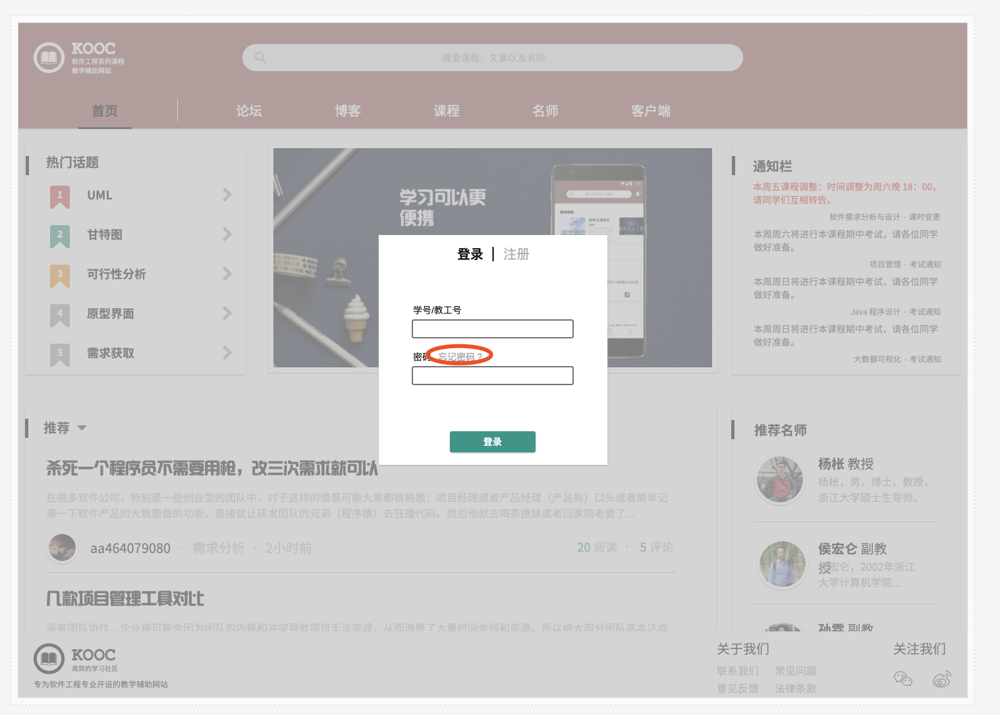 KOOC
软件工程系列课程
教学辅助网站
搜索课程、文章以及名师
首页
论坛
博客
课程
名师
客户端
热门话题
1 UML
2 甘特图
3 可行性分析
4 原型界面
5 需求获取
学习可以更
便携
通知栏
本周五课程调整：时间调整为周六晚 18：00，
请同学们互相转告。
软件需求分析与设计 · 课时变更
本周周六将进行本课程期中考试，请各位同学
做好准备。
项目管理 · 考试通知
本周周日将进行本课程期中考试，请各位同学
做好准备。
Java 程序设计 · 考试通知
本周周日将进行本课程期中考试，请各位同学
做好准备。
大数据可视化 · 考试通知
登录 | 注册
学号/教工号
密码 忘记密码？
登录
推荐
杀死一个程序员不需要用枪，改三次需求就可以
在很多软件公司，特别是一些创业型的团队中，对于这样的情景可能大家都很熟悉：项目经理或者产品经理（产品狗）口头或者简单记
录一下软件产品的大致要做的功能，直接就让研发团队的兄弟（程序猿）去狂撸代码。然后他就去喝茶撩妹或者回家陪老婆了...
aa464079080 · 需求分析 · 2小时前
20 阅读 · 5 评论
几款项目管理工具对比
没有团队协作，企业将可能会因为团队的内耗和冲突导致项目无法完成，从而浪费了大量时间金钱和资源。所以绝大部分团队基本达成
推荐名师
杨枨 教授
杨枨，男，博士，教授，
浙江大学硕士生导师。
侯宏仑 副教
授
侯宏仑，2002年浙江
大学计算机学院...
孙霖 副教
KOOC
高效的学习社区
专为软件工程专业开设的教学辅助网站
关于我们
联系我们 常见问题
意见反馈 法律条款
关注我们